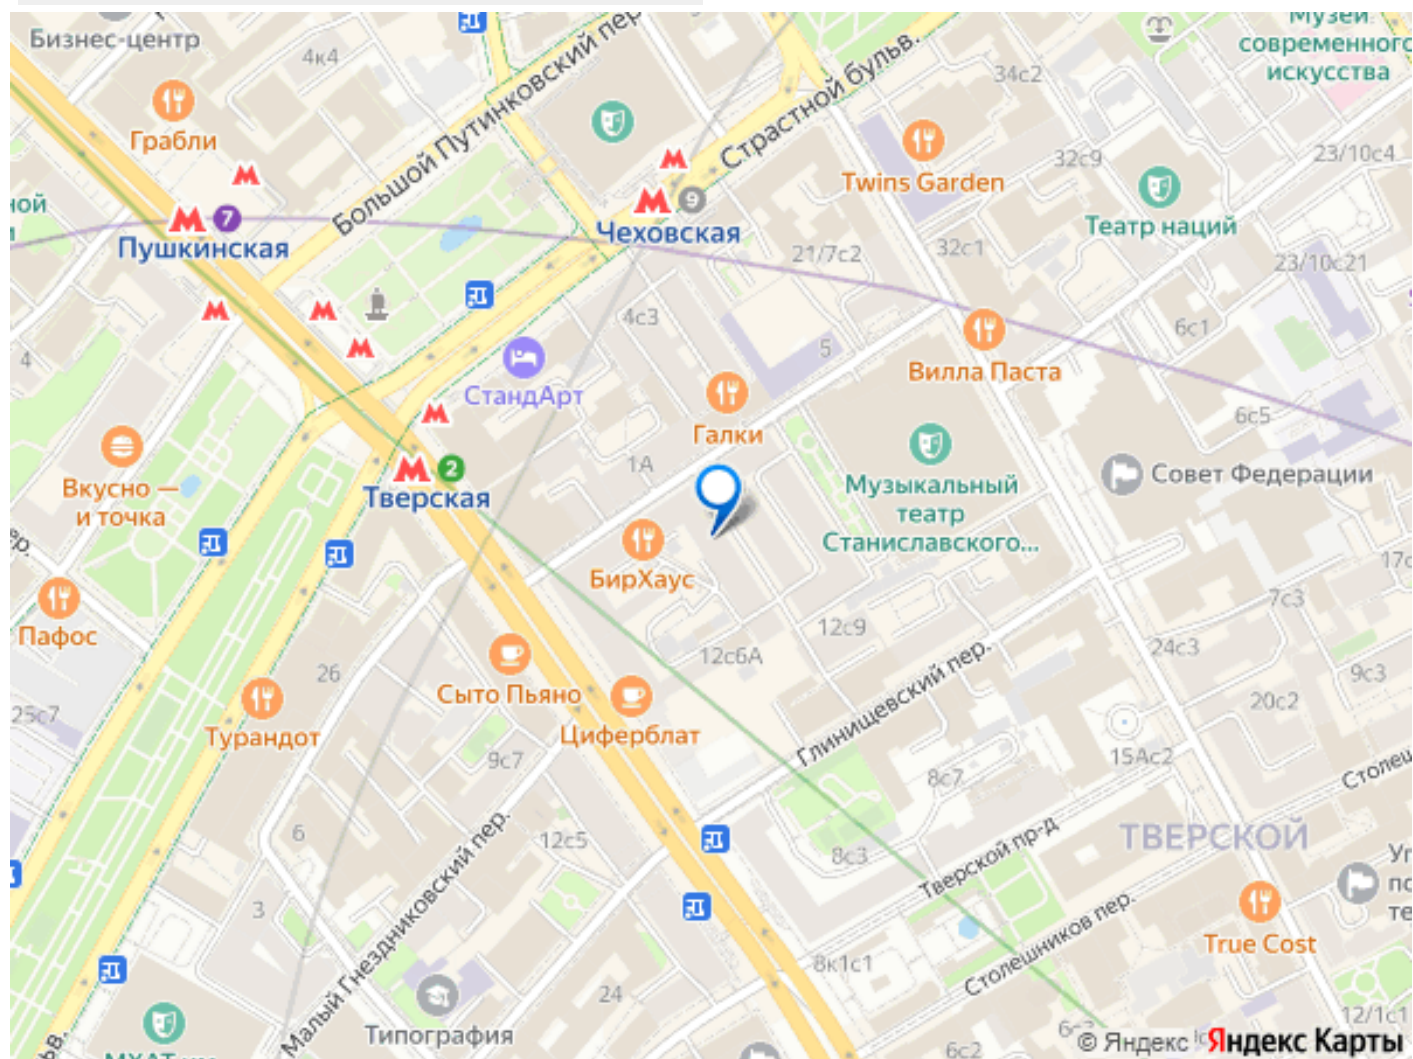 Бизнес-центр
4к4
Большой Путинковский пер.
Страстной бульв.
34с2
Музей
современного
искусства
Грабли
Twins Garden
32с9
23/10с4
7
Пушкинская
9
Чеховская
Театр наций
21/7с2
32с1
23/10с21
4с3
5
6с1
4
СтандАрт
Вилла Паста
Галки
6с5
1А
2
Тверская
Вкусно —
и точка
Музыкальный
театр
Станиславского...
Совет Федерации
БирХаус
Пафос
12с9
7с3
12с6А
24с3
9с3
26
Сыто Пьяно
Глинищевский пер.
20с2
25с7
Турандот
Циферблат
9с7
8с7
15Ас2
6
12с5
8с3
Тверской пр-д
ТВЕРСКОЙ
Малый Гнездниковский пер.
3
Столешников пер.
True Cost
8к1с1
24
Типография
12/1с1
6с2
© Яндекс
Яндекс Карты